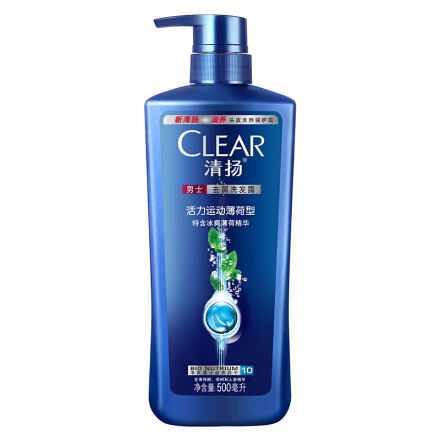 新清扬 滋养 头皮天然保护层
CLEAR®
清扬
男士 去屑洗发露
活力运动薄荷型
特含冰爽薄荷精华
BIO NUTRIUM 10
净含量 500毫升